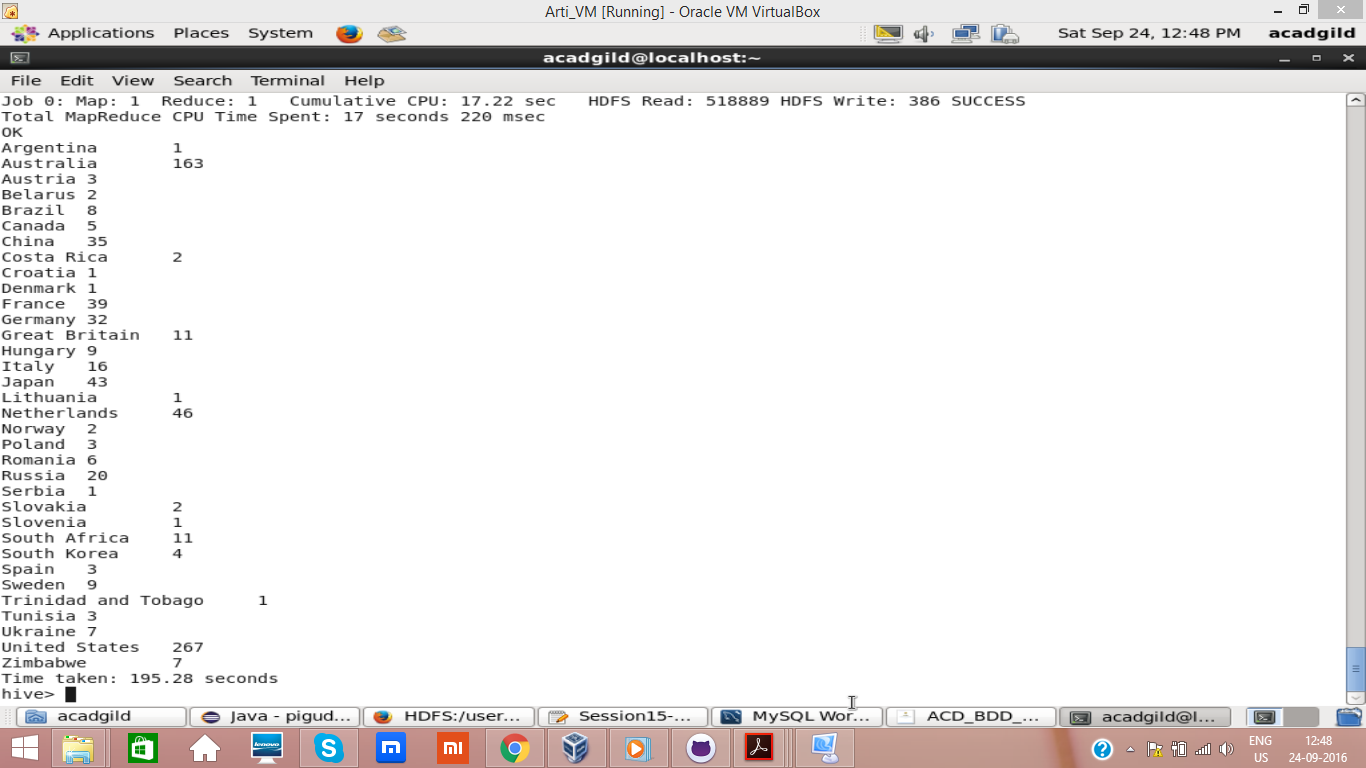 Arti_VM [Running] - Oracle VM VirtualBox
Applications Places System Sat Sep 24, 12:48 PM acadgild
acadgild@localhost:~
File Edit View Search Terminal Help
Job 0: Map: 1 Reduce: 1 Cumulative CPU: 17.22 sec HDFS Read: 518889 HDFS Write: 386 SUCCESS
Total MapReduce CPU Time Spent: 17 seconds 220 msec
OK
Argentina 1
Australia 163
Austria 3
Belarus 2
Brazil 8
Canada 5
China 35
Costa Rica 2
Croatia 1
Denmark 1
France 39
Germany 32
Great Britain 11
Hungary 9
Italy 16
Japan 43
Lithuania 1
Netherlands 46
Norway 2
Poland 3
Romania 6
Russia 20
Serbia 1
Slovakia 2
Slovenia 1
South Africa 11
South Korea 4
Spain 3
Sweden 9
Trinidad and Tobago 1
Tunisia 3
Ukraine 7
United States 267
Zimbabwe 7
Time taken: 195.28 seconds
hive>
acadgild Java - pigud... HDFS:/user... Session15-... MySQL Wor... ACD_BDD_... acadgild@l...
lenovo m mi ENG 12:48
US 24-09-2016